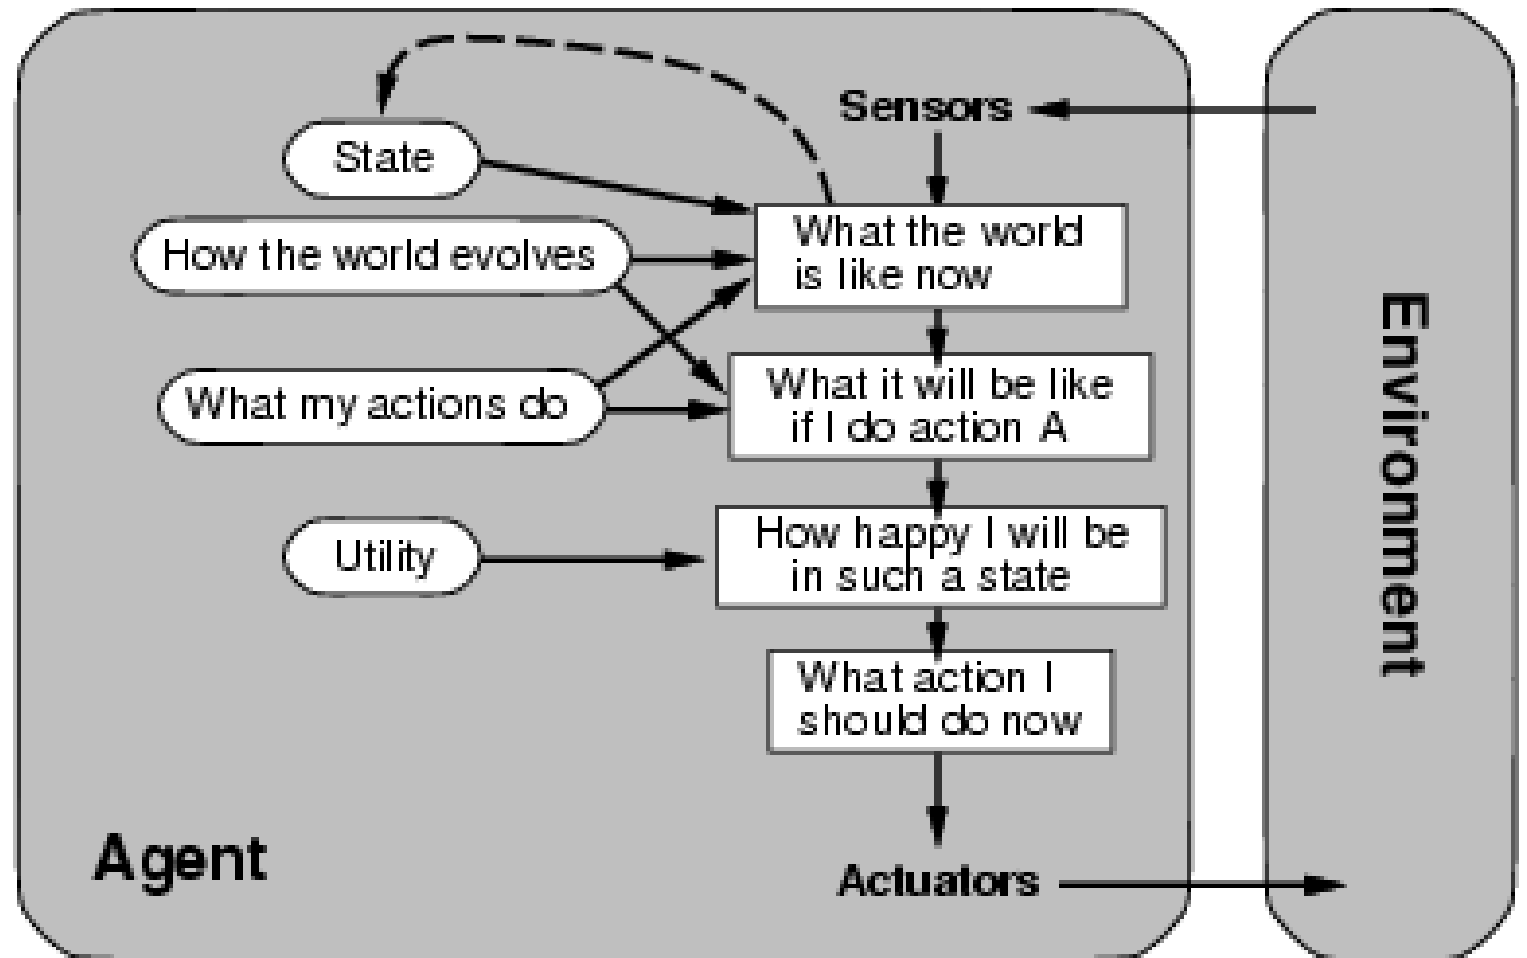 Sensors
State
What the world
is like now
How the world evolves
What it will be like
if I do action A
What my actions do
How happy I will be
in such a state
Utility
What action I
should do now
Agent
Actuators
Environment